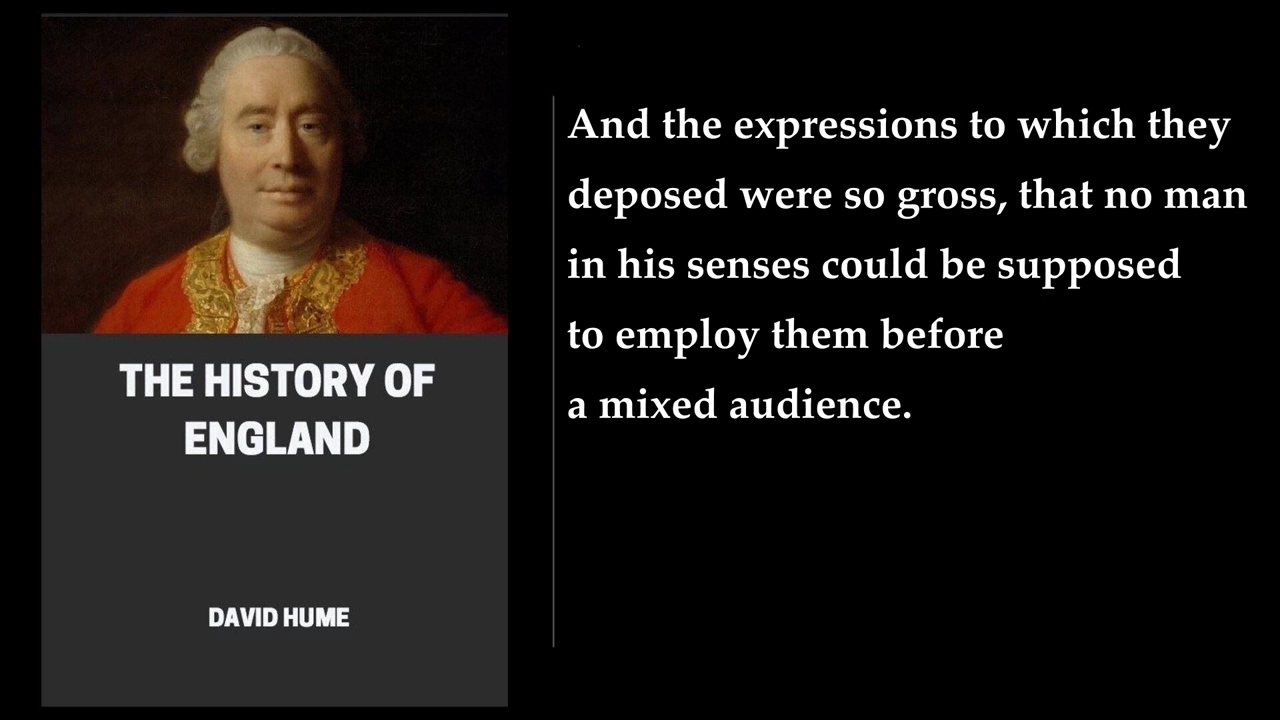 THE HISTORY OF
ENGLAND
DAVID HUME
And the expressions to which they
deposed were so gross, that no man
in his senses could be supposed
to employ them before
a mixed audience.